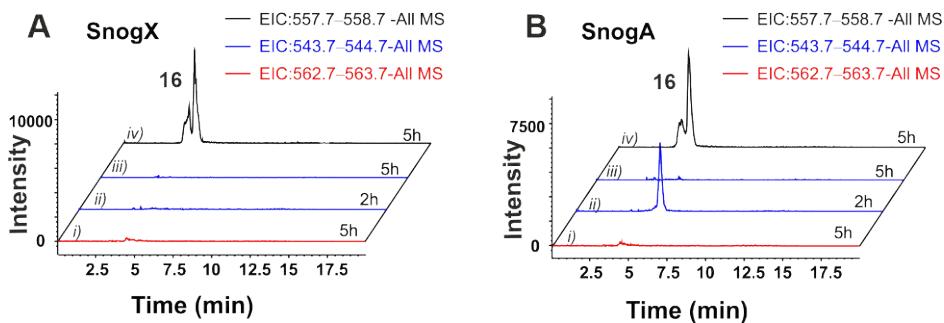 A
SnogX
EIC:557.7–558.7 -All MS
EIC:543.7–544.7-All MS
EIC:562.7–563.7-All MS
16
10000
0
Intensity
iv)
5h
iii)
5h
ii)
2h
i)
5h
2.5 5 7.5 10 12.5 15 17.5
Time (min)
B
SnogA
EIC:557.7–558.7 -All MS
EIC:543.7–544.7-All MS
EIC:562.7–563.7-All MS
16
7500
0
Intensity
iv)
5h
iii)
5h
ii)
2h
i)
5h
2.5 5 7.5 10 12.5 15 17.5
Time (min)